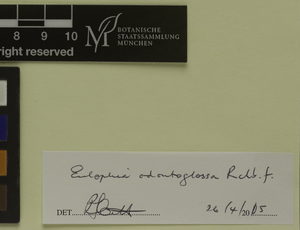 8 9 10
right reserved
BOTANISCHE
STAATSSAMMLUNG
MÜNCHEN
Eulophia odontoglossa Rchb. f.
DET.
26/4/2005